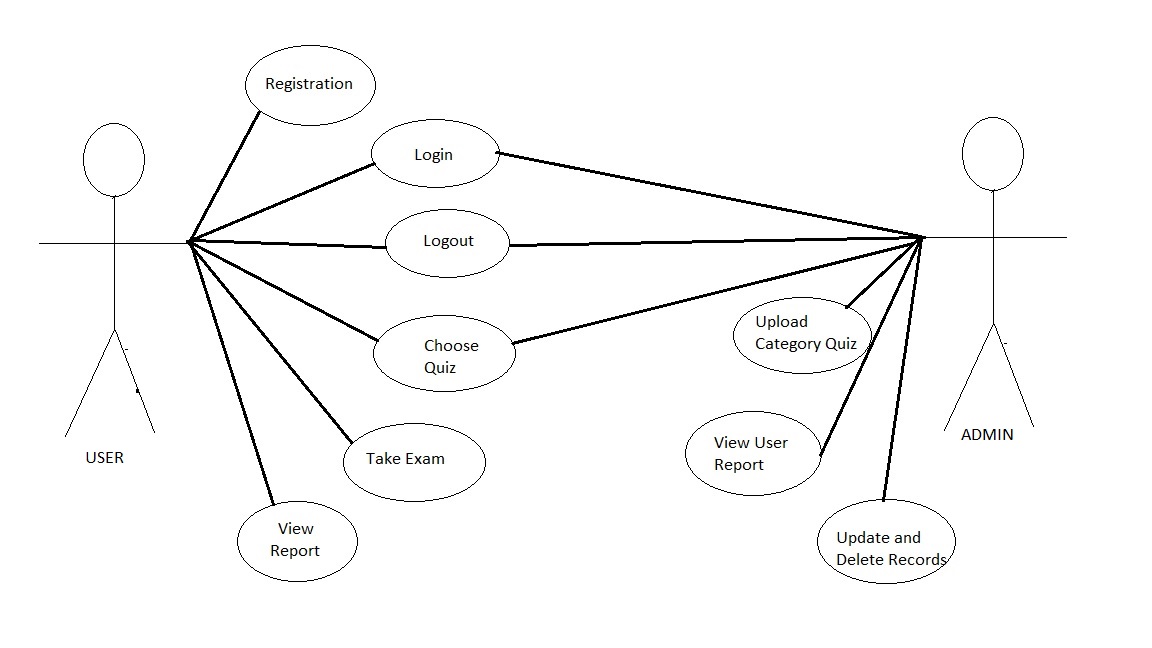 Registration
Login
Logout
Choose
Quiz
Take Exam
View
Report
USER
Upload
Category Quiz
View User
Report
Update and
Delete Records
ADMIN